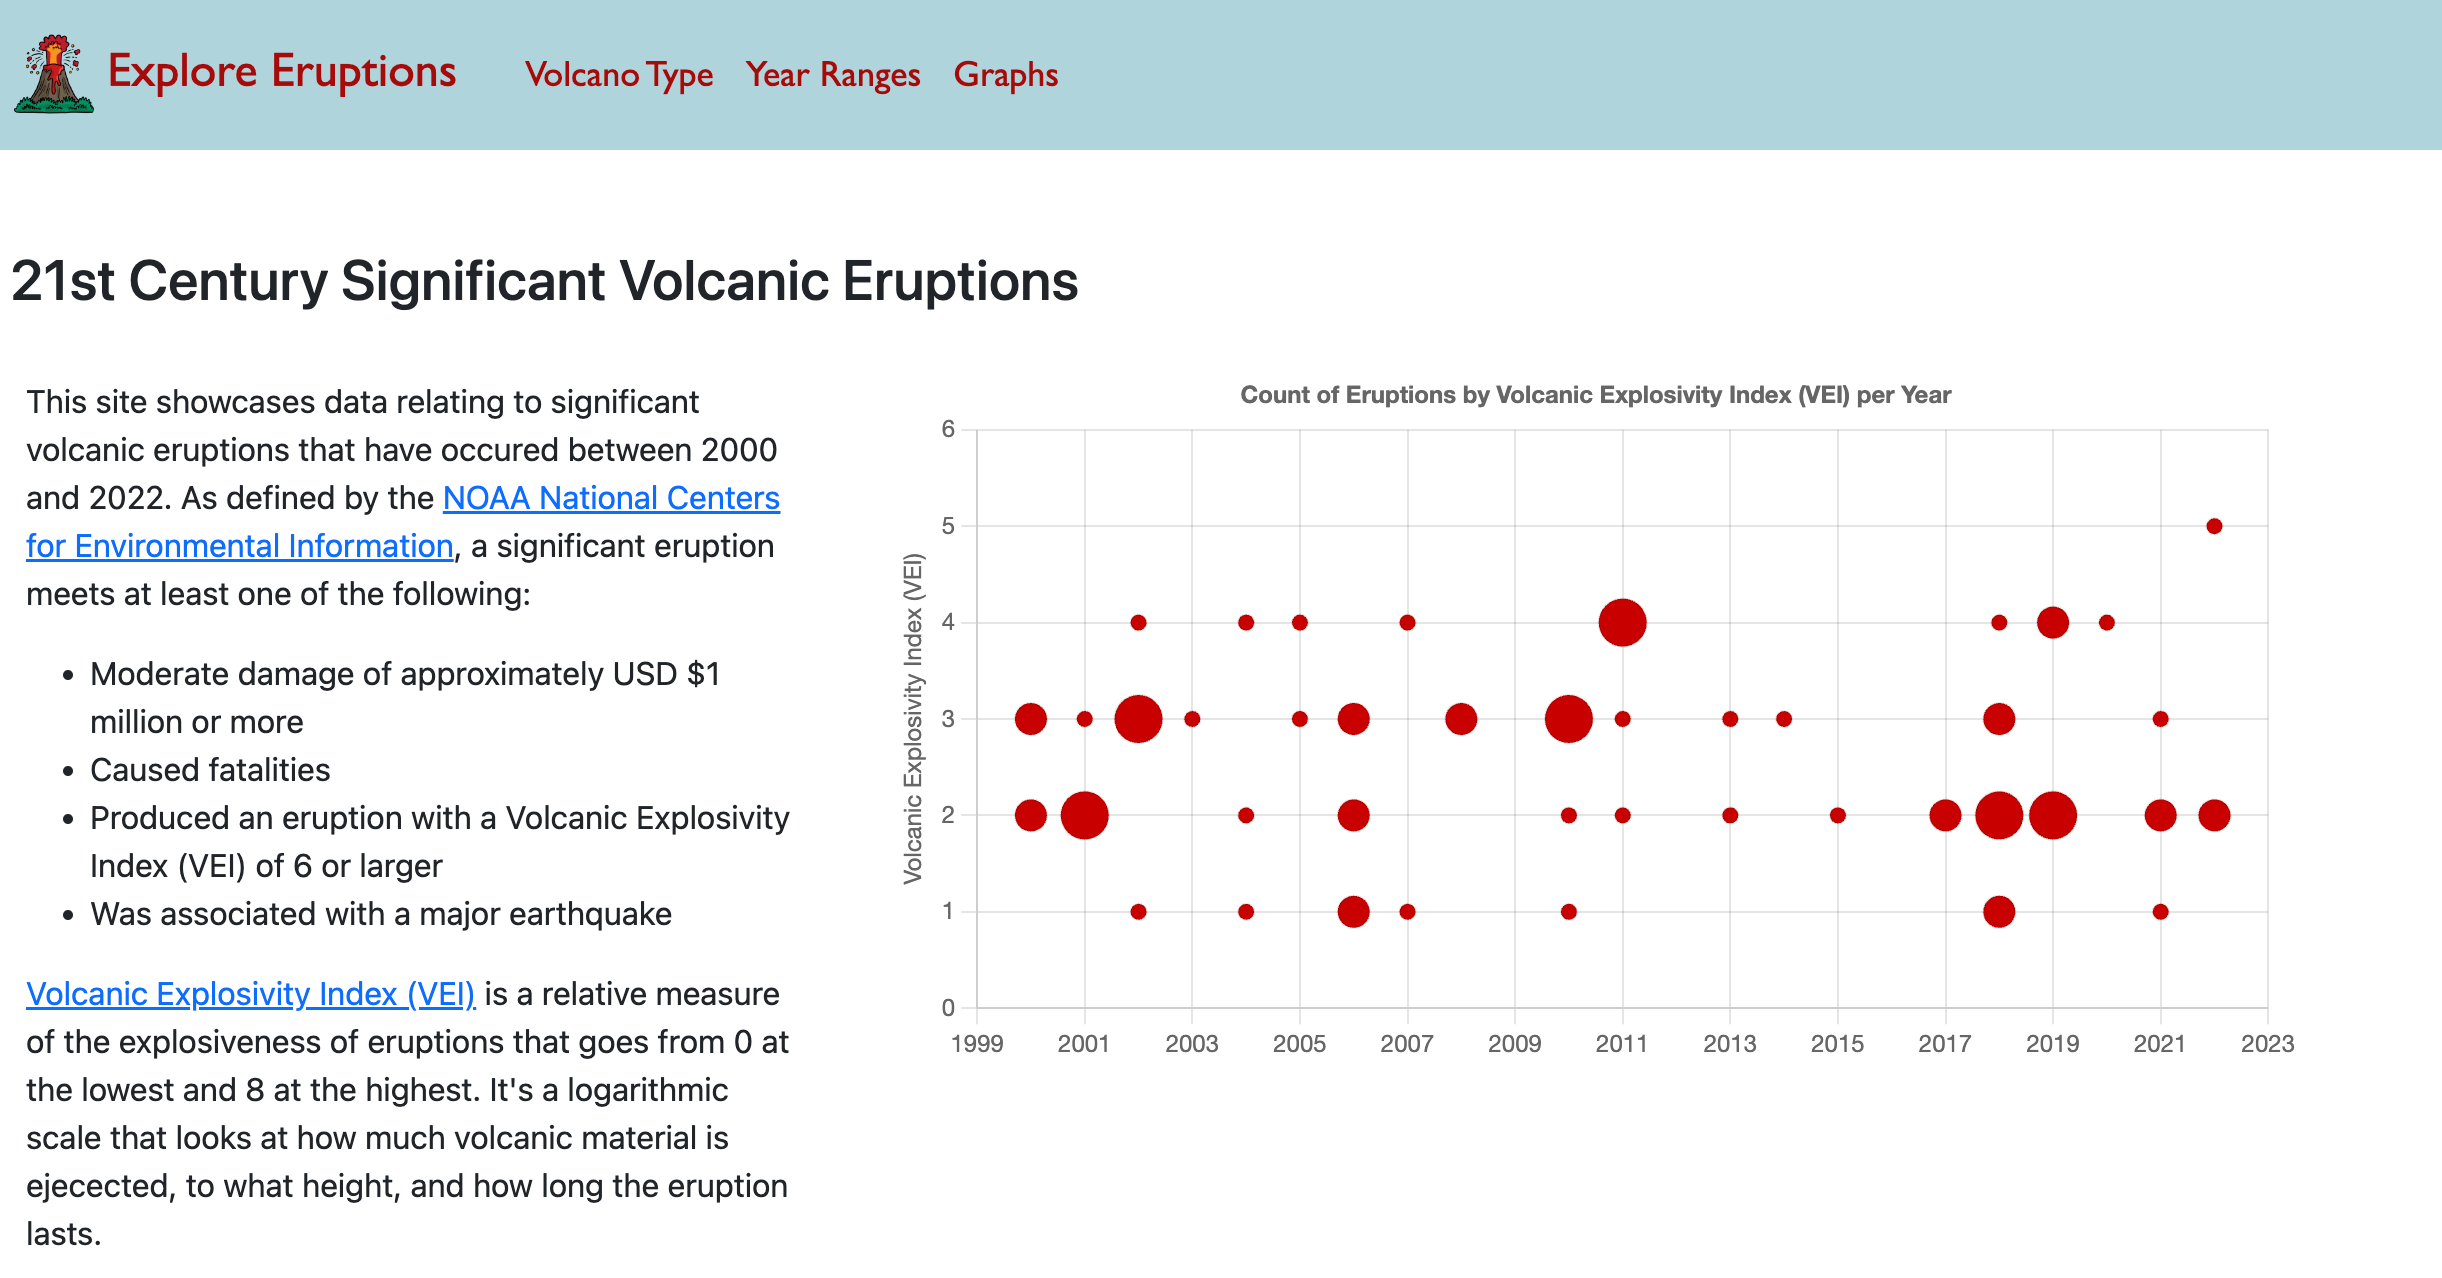 Explore Eruptions
Volcano Type
Year Ranges
Graphs
21st Century Significant Volcanic Eruptions
This site showcases data relating to significant
volcanic eruptions that have occured between 2000
and 2022. As defined by the NOAA National Centers
for Environmental Information, a significant eruption
meets at least one of the following:
• Moderate damage of approximately USD $1
million or more
• Caused fatalities
• Produced an eruption with a Volcanic Explosivity
Index (VEI) of 6 or larger
• Was associated with a major earthquake
Volcanic Explosivity Index (VEI) is a relative measure
of the explosiveness of eruptions that goes from 0 at
the lowest and 8 at the highest. It's a logarithmic
scale that looks at how much volcanic material is
ejecected, to what height, and how long the eruption
lasts.
Count of Eruptions by Volcanic Explosivity Index (VEI) per Year
Volcanic Explosivity Index (VEI)
6
5
4
3
2
1
0
1999 2001 2003 2005 2007 2009 2011 2013 2015 2017 2019 2021 2023